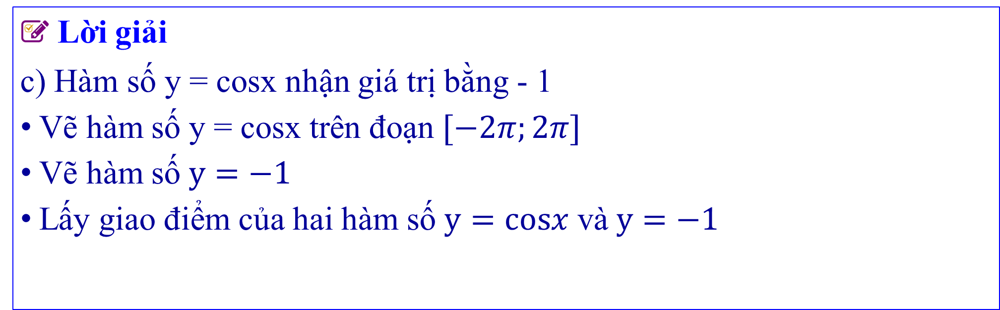 Lời giải
c) Hàm số y = cosx nhận giá trị bằng - 1
• Vẽ hàm số y = cosx trên đoạn [−2π; 2π]
• Vẽ hàm số y = −1
• Lấy giao điểm của hai hàm số y = cosx và y = −1